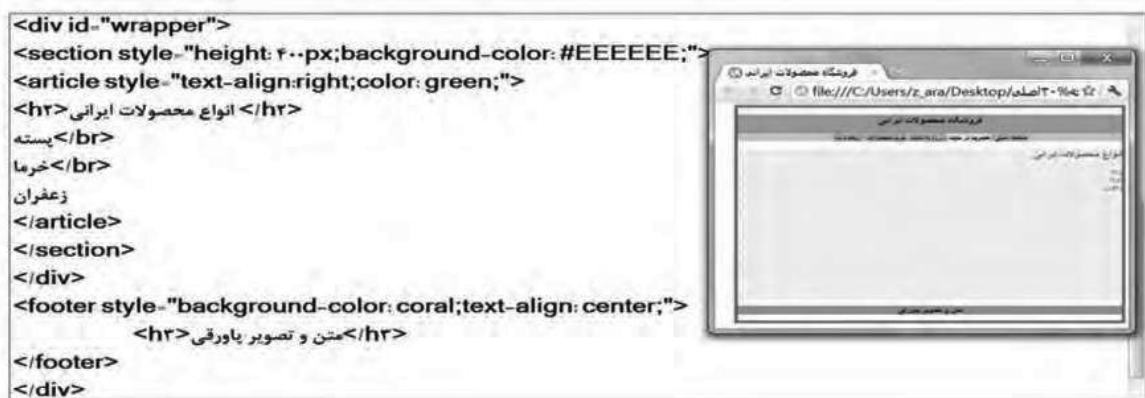 <div id="wrapper">
<section style="height: ۴۰۰px;background-color: #EEEEEE;">
<article style="text-align:right;color: green;">
<h۲>انواع محصولات ایرانی </h۲>
پسته</br>
خرما</br>
زعفران
</article>
</section>
</div>
<footer style="background-color: coral;text-align: center;">
<h۳>متن و تصویر پاورقی</h۳>
</footer>
</div>
فروشگاه محصولات ایرانی
file:///C:/Users/z_ara/Desktop/
فروشگاه محصولات ایرانی
انواع محصولات ایرانی
متن و تصویر پاورقی